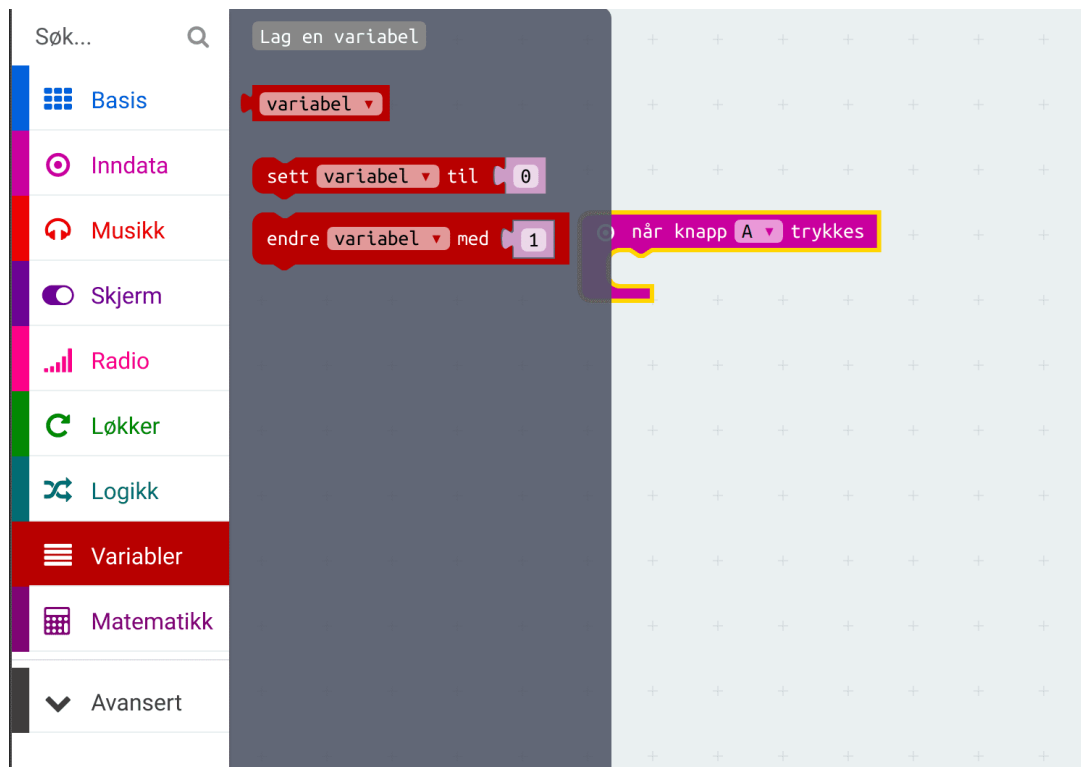 Søk...
Basis
Inndata
Musikk
Skjerm
Radio
Løkker
Logikk
Variabler
Matematikk
Avansert
Lag en variabel
variabel
sett variabel til 0
endre variabel med 1
når knapp A trykkes